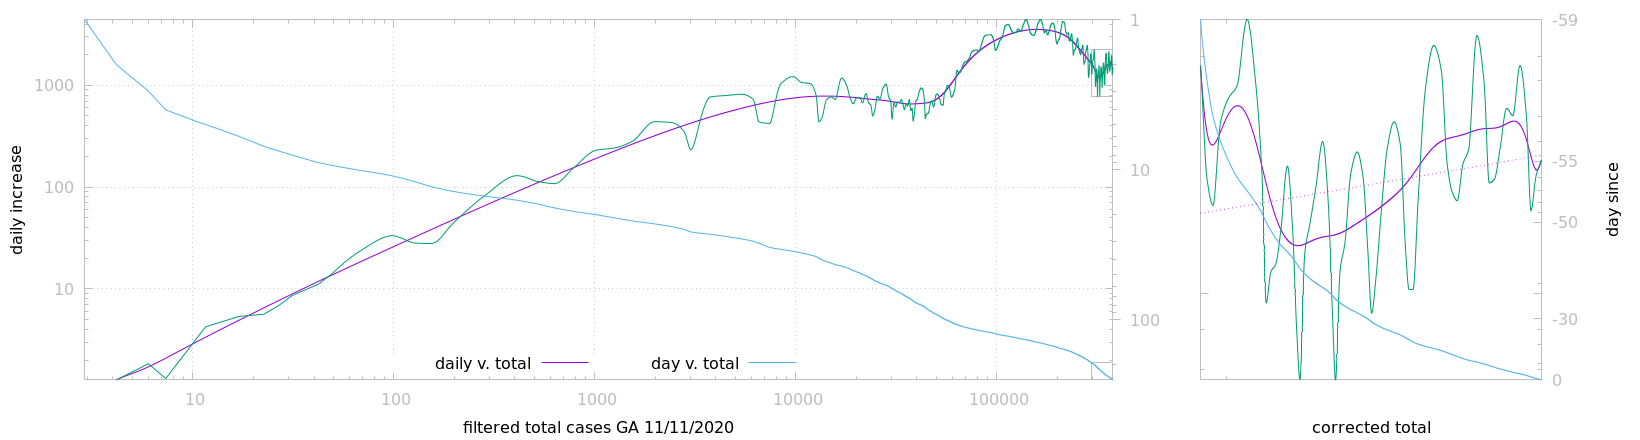 daily increase
1000
100
10
daily v. total
day v. total
10
100
1000
10000
100000
filtered total cases GA 11/11/2020
1
10
100
-59
-55
-50
-30
0
day since
corrected total